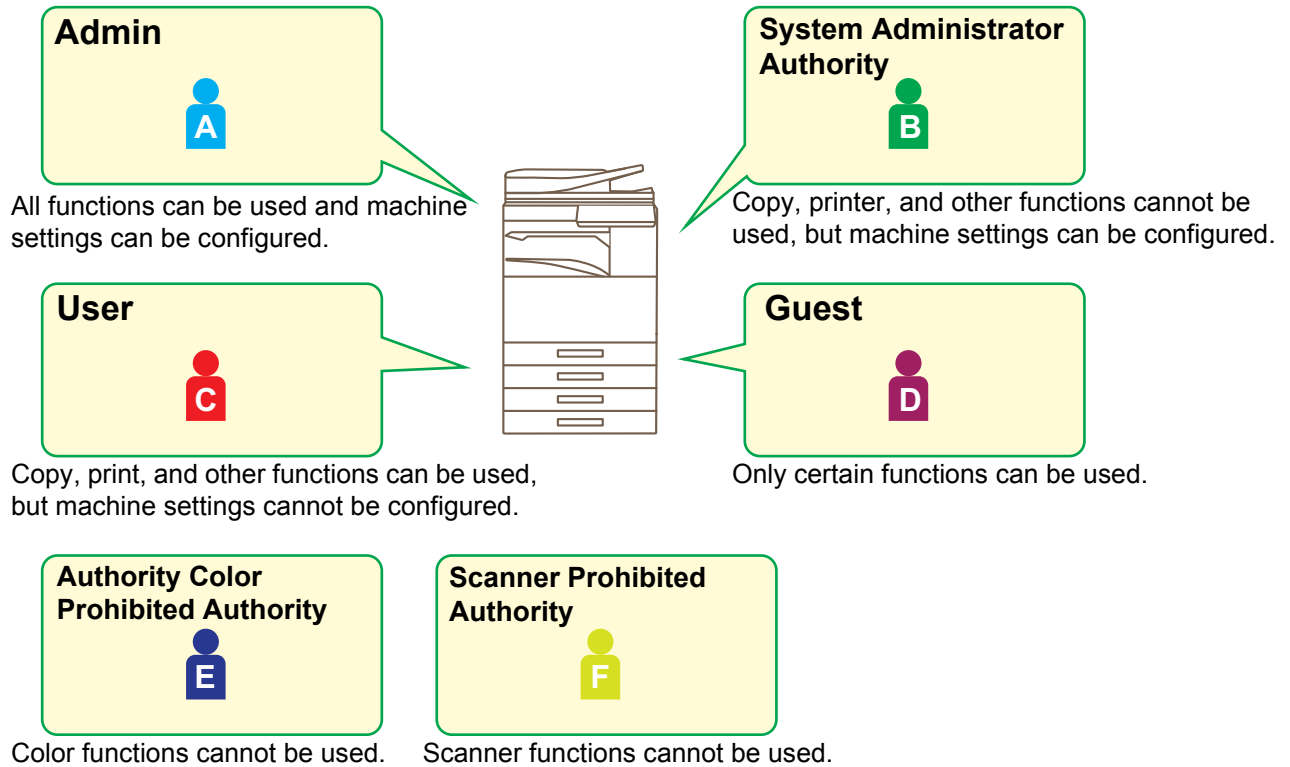 Admin
A
All functions can be used and machine
settings can be configured.
System Administrator
Authority
B
Copy, printer, and other functions cannot be
used, but machine settings can be configured.
User
C
Copy, print, and other functions can be used,
but machine settings cannot be configured.
Guest
D
Only certain functions can be used.
Authority Color
Prohibited Authority
E
Color functions cannot be used.
Scanner Prohibited
Authority
F
Scanner functions cannot be used.